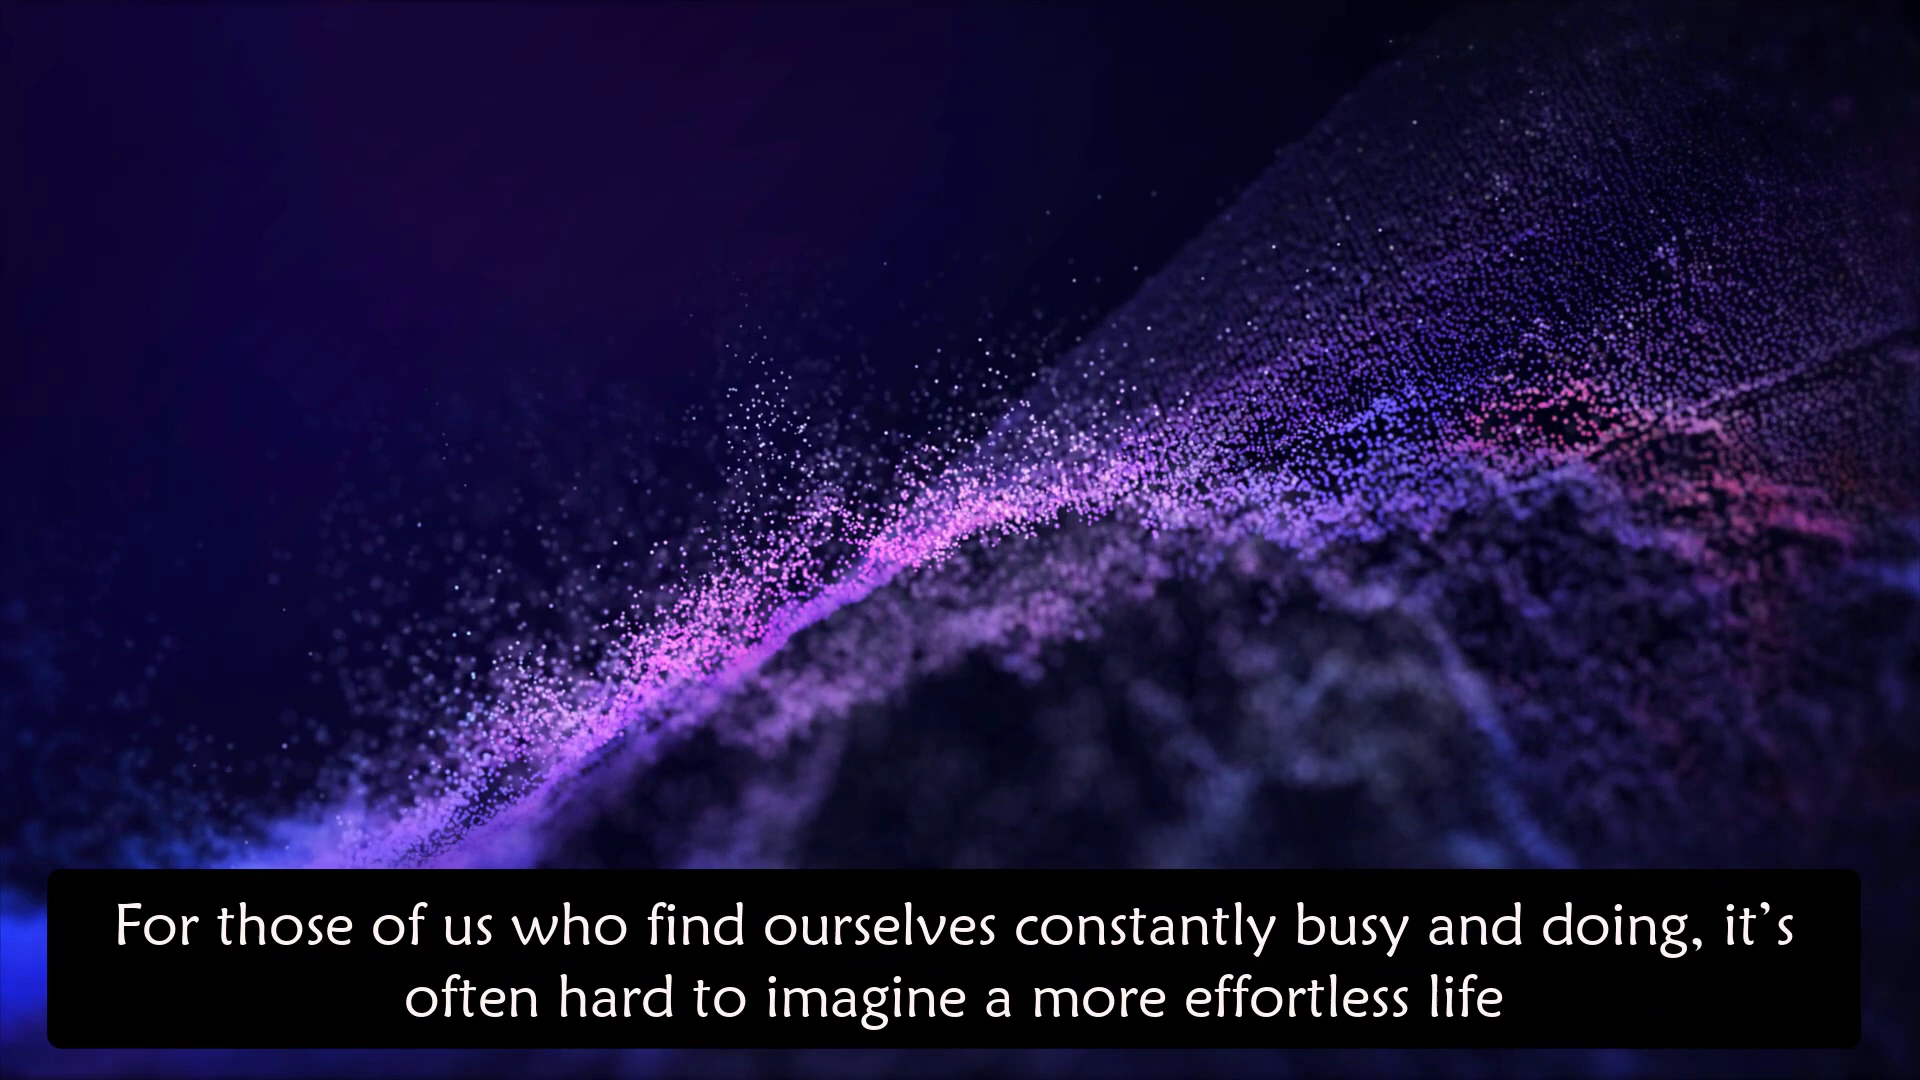 For those of us who find ourselves constantly busy and doing, it’s
often hard to imagine a more effortless life